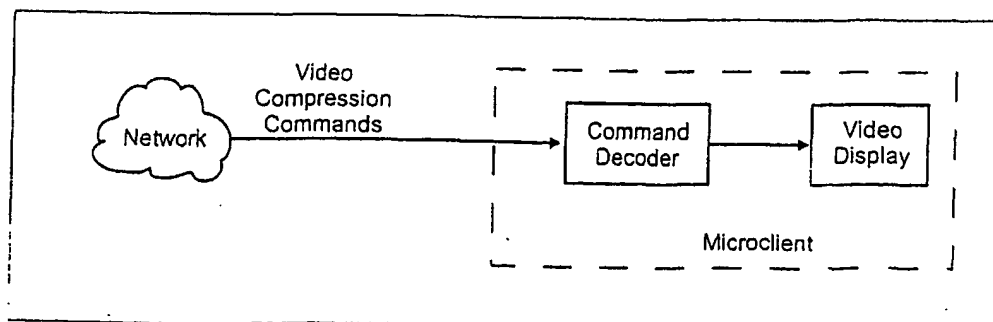 Video
Compression
Commands
Network
Command
Decoder
Video
Display
Microclient